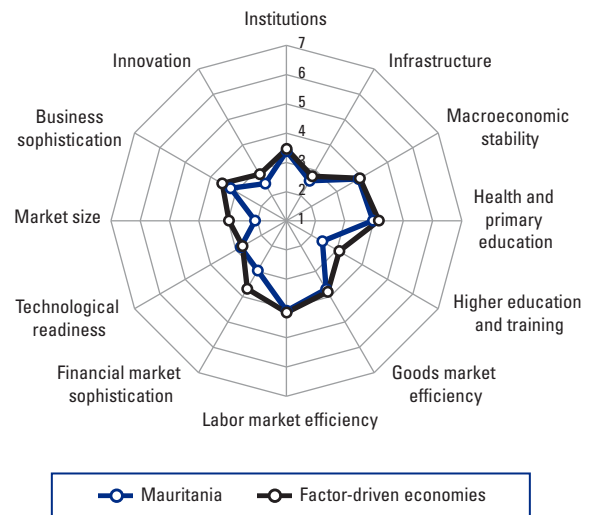 Institutions
7
6
5
4
3
2
1
Infrastructure
Macroeconomic
stability
Health and
primary
education
Higher education
and training
Goods market
efficiency
Labor market efficiency
Financial market
sophistication
Technological
readiness
Market size
Business
sophistication
Innovation
Mauritania
Factor-driven economies